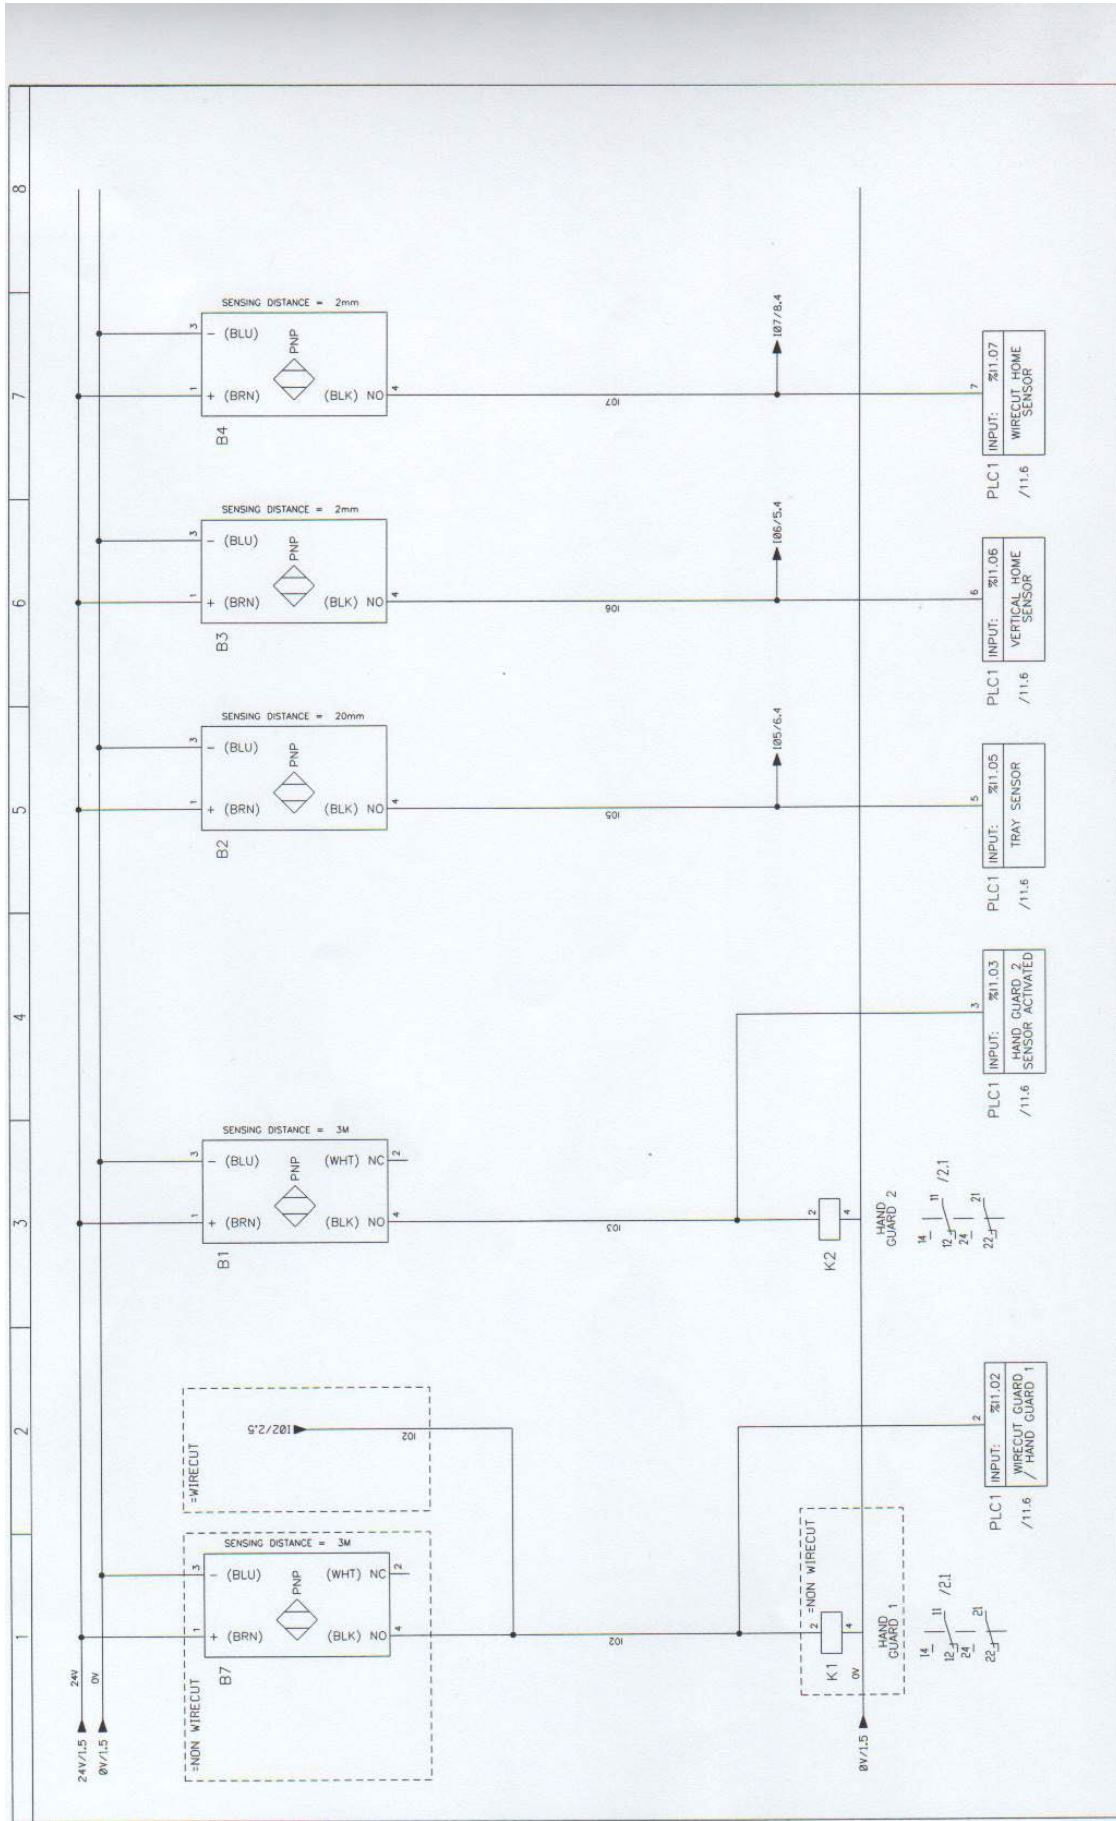 1
2
3
4
5
6
7
8
24V/1.5
24V
0V/1.5
0V
=NON WIRECUT
SENSING DISTANCE = 3M
B7
1
3
+ (BRN)
- (BLU)
PNP
(BLK) NO
(WHT) NC
4
2
=WIRECUT
I02/2.5
I02
I02
=NON WIRECUT
K1
2
4
0V
HAND
GUARD 1
0V/1.5
14
11
/2.1
12
24
21
22
PLC1
/11.6
2
INPUT: %I1.02
WIRECUT GUARD
/ HAND GUARD 1
SENSING DISTANCE = 3M
B1
1
3
+ (BRN)
- (BLU)
PNP
(BLK) NO
(WHT) NC
4
2
I03
K2
2
4
HAND
GUARD 2
14
11
/2.1
12
24
21
22
PLC1
/11.6
3
INPUT: %I1.03
HAND GUARD 2
SENSOR ACTIVATED
SENSING DISTANCE = 20mm
B2
1
3
+ (BRN)
- (BLU)
PNP
(BLK) NO
4
I05
I05/6.4
PLC1
/11.6
5
INPUT: %I1.05
TRAY SENSOR
SENSING DISTANCE = 2mm
B3
1
3
+ (BRN)
- (BLU)
PNP
(BLK) NO
4
I06
I06/5.4
PLC1
/11.6
6
INPUT: %I1.06
VERTICAL HOME
SENSOR
SENSING DISTANCE = 2mm
B4
1
3
+ (BRN)
- (BLU)
PNP
(BLK) NO
4
I07
I07/8.4
PLC1
/11.6
7
INPUT: %I1.07
WIRECUT HOME
SENSOR